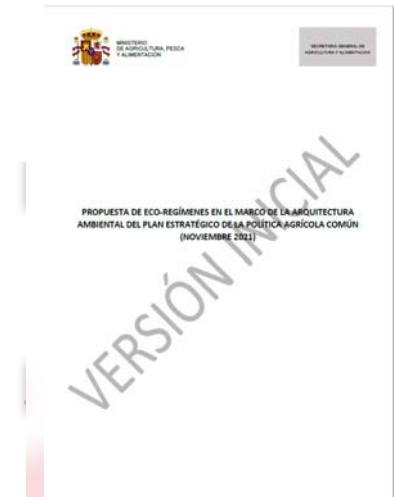 MINISTERIO
DE AGRICULTURA, PESCA
Y ALIMENTACIÓN
SECRETARÍA GENERAL DE
AGRICULTURA Y ALIMENTACIÓN
PROPUESTA DE ECO-REGÍMENES EN EL MARCO DE LA ARQUITECTURA
AMBIENTAL DEL PLAN ESTRATÉGICO DE LA POLÍTICA AGRÍCOLA COMÚN
(NOVIEMBRE 2021)
VERSIÓN INICIAL